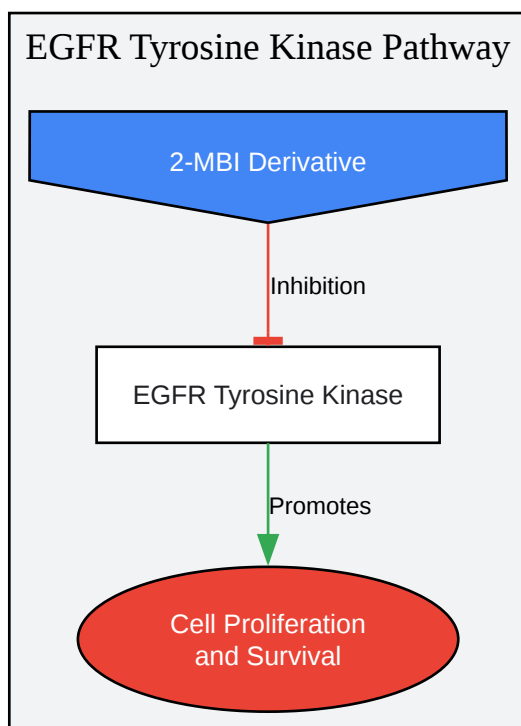 EGFR Tyrosine Kinase Pathway
2-MBI Derivative
Inhibition
EGFR Tyrosine Kinase
Promotes
Cell Proliferation
and Survival